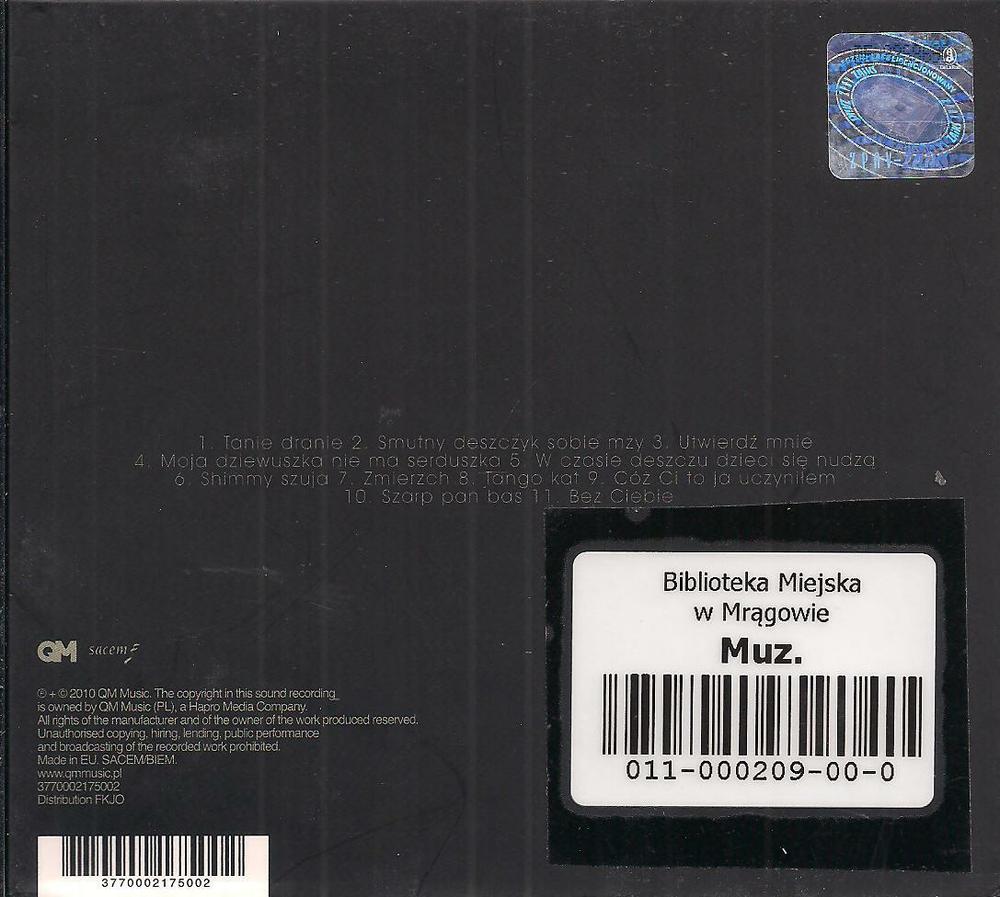 LICENCJONOWANY
ZPAV
1. Tanie dranie 2. Smutny deszczyk sobie mży 3. Utwierdź mnie
4. Moja dziewuszka nie ma serduszka 5. W czasie deszczu dzieci się nudzą
6. Shimmy szuja 7. Zmierzch 8. Tango kat 9. Cóż Ci to ja uczyniłem
10. Szarp pan bas 11. Bez Ciebie
Biblioteka Miejska
w Mrągowie
Muz.
011-000209-00-0
QM sacem
℗ + © 2010 QM Music. The copyright in this sound recording
is owned by QM Music (PL), a Hapro Media Company.
All rights of the manufacturer and of the owner of the work produced reserved.
Unauthorised copying, hiring, lending, public performance
and broadcasting of the recorded work prohibited.
Made in EU. SACEM/BIEM.
www.qmmusic.pl
3770002175002
Distribution FKJO
3770002175002